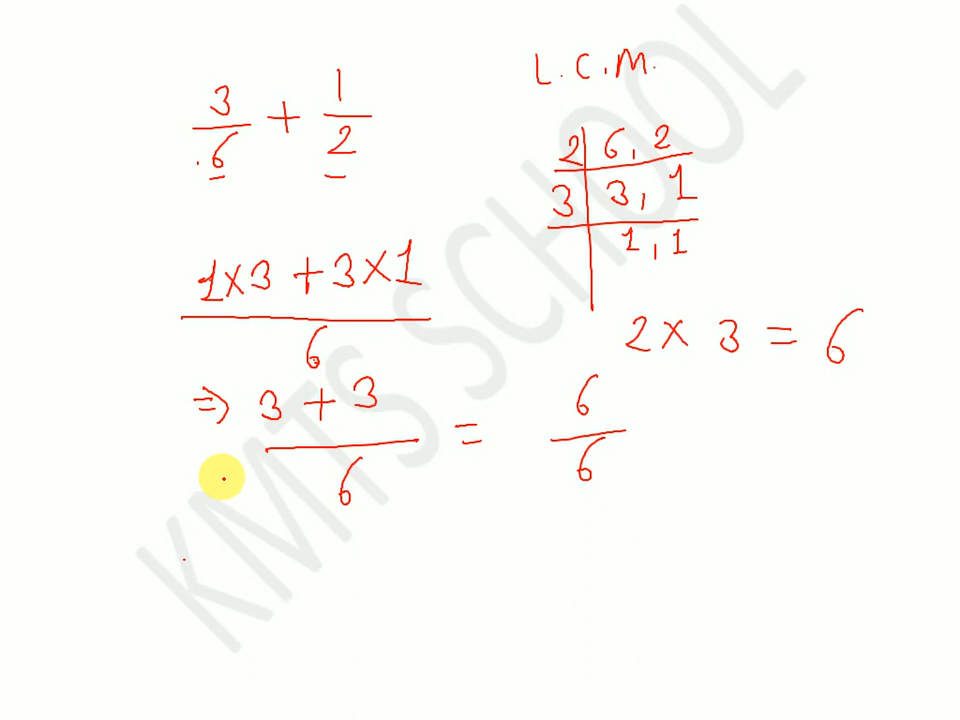 3/6 + 1/2
L.C.M.
2 | 6, 2
3 | 3, 1
1, 1
2 × 3 = 6
1×3 + 3×1 / 6
⇒ 3 + 3 / 6 = 6/6
KMTS SCHOOL